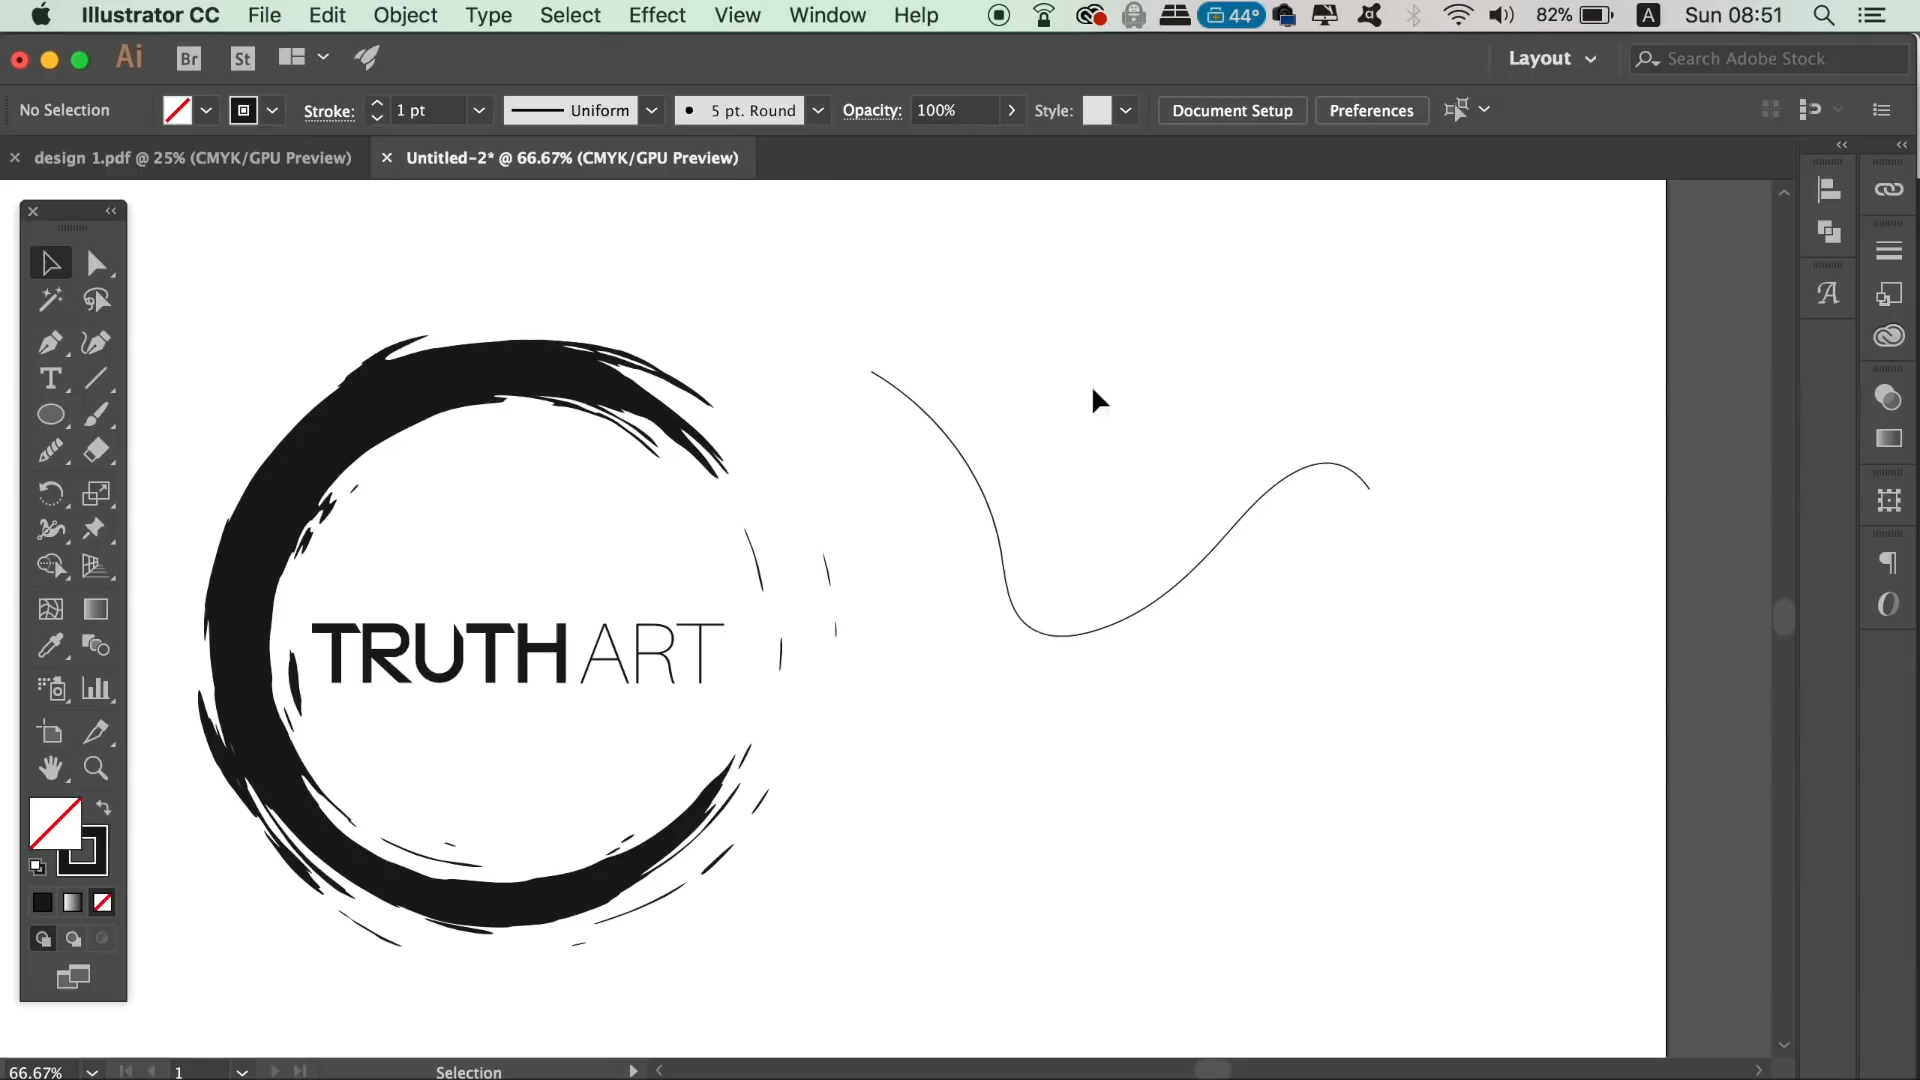 Illustrator CC File Edit Object Type Select Effect View Window Help 44° 82% A Sun 08:51
Ai Br St Layout Search Adobe Stock
No Selection Stroke: 1 pt Uniform 5 pt. Round Opacity: 100% Style: Document Setup Preferences
design 1.pdf @ 25% (CMYK/GPU Preview) Untitled-2* @ 66.67% (CMYK/GPU Preview)
TRUTH ART
66.67% 1 Selection